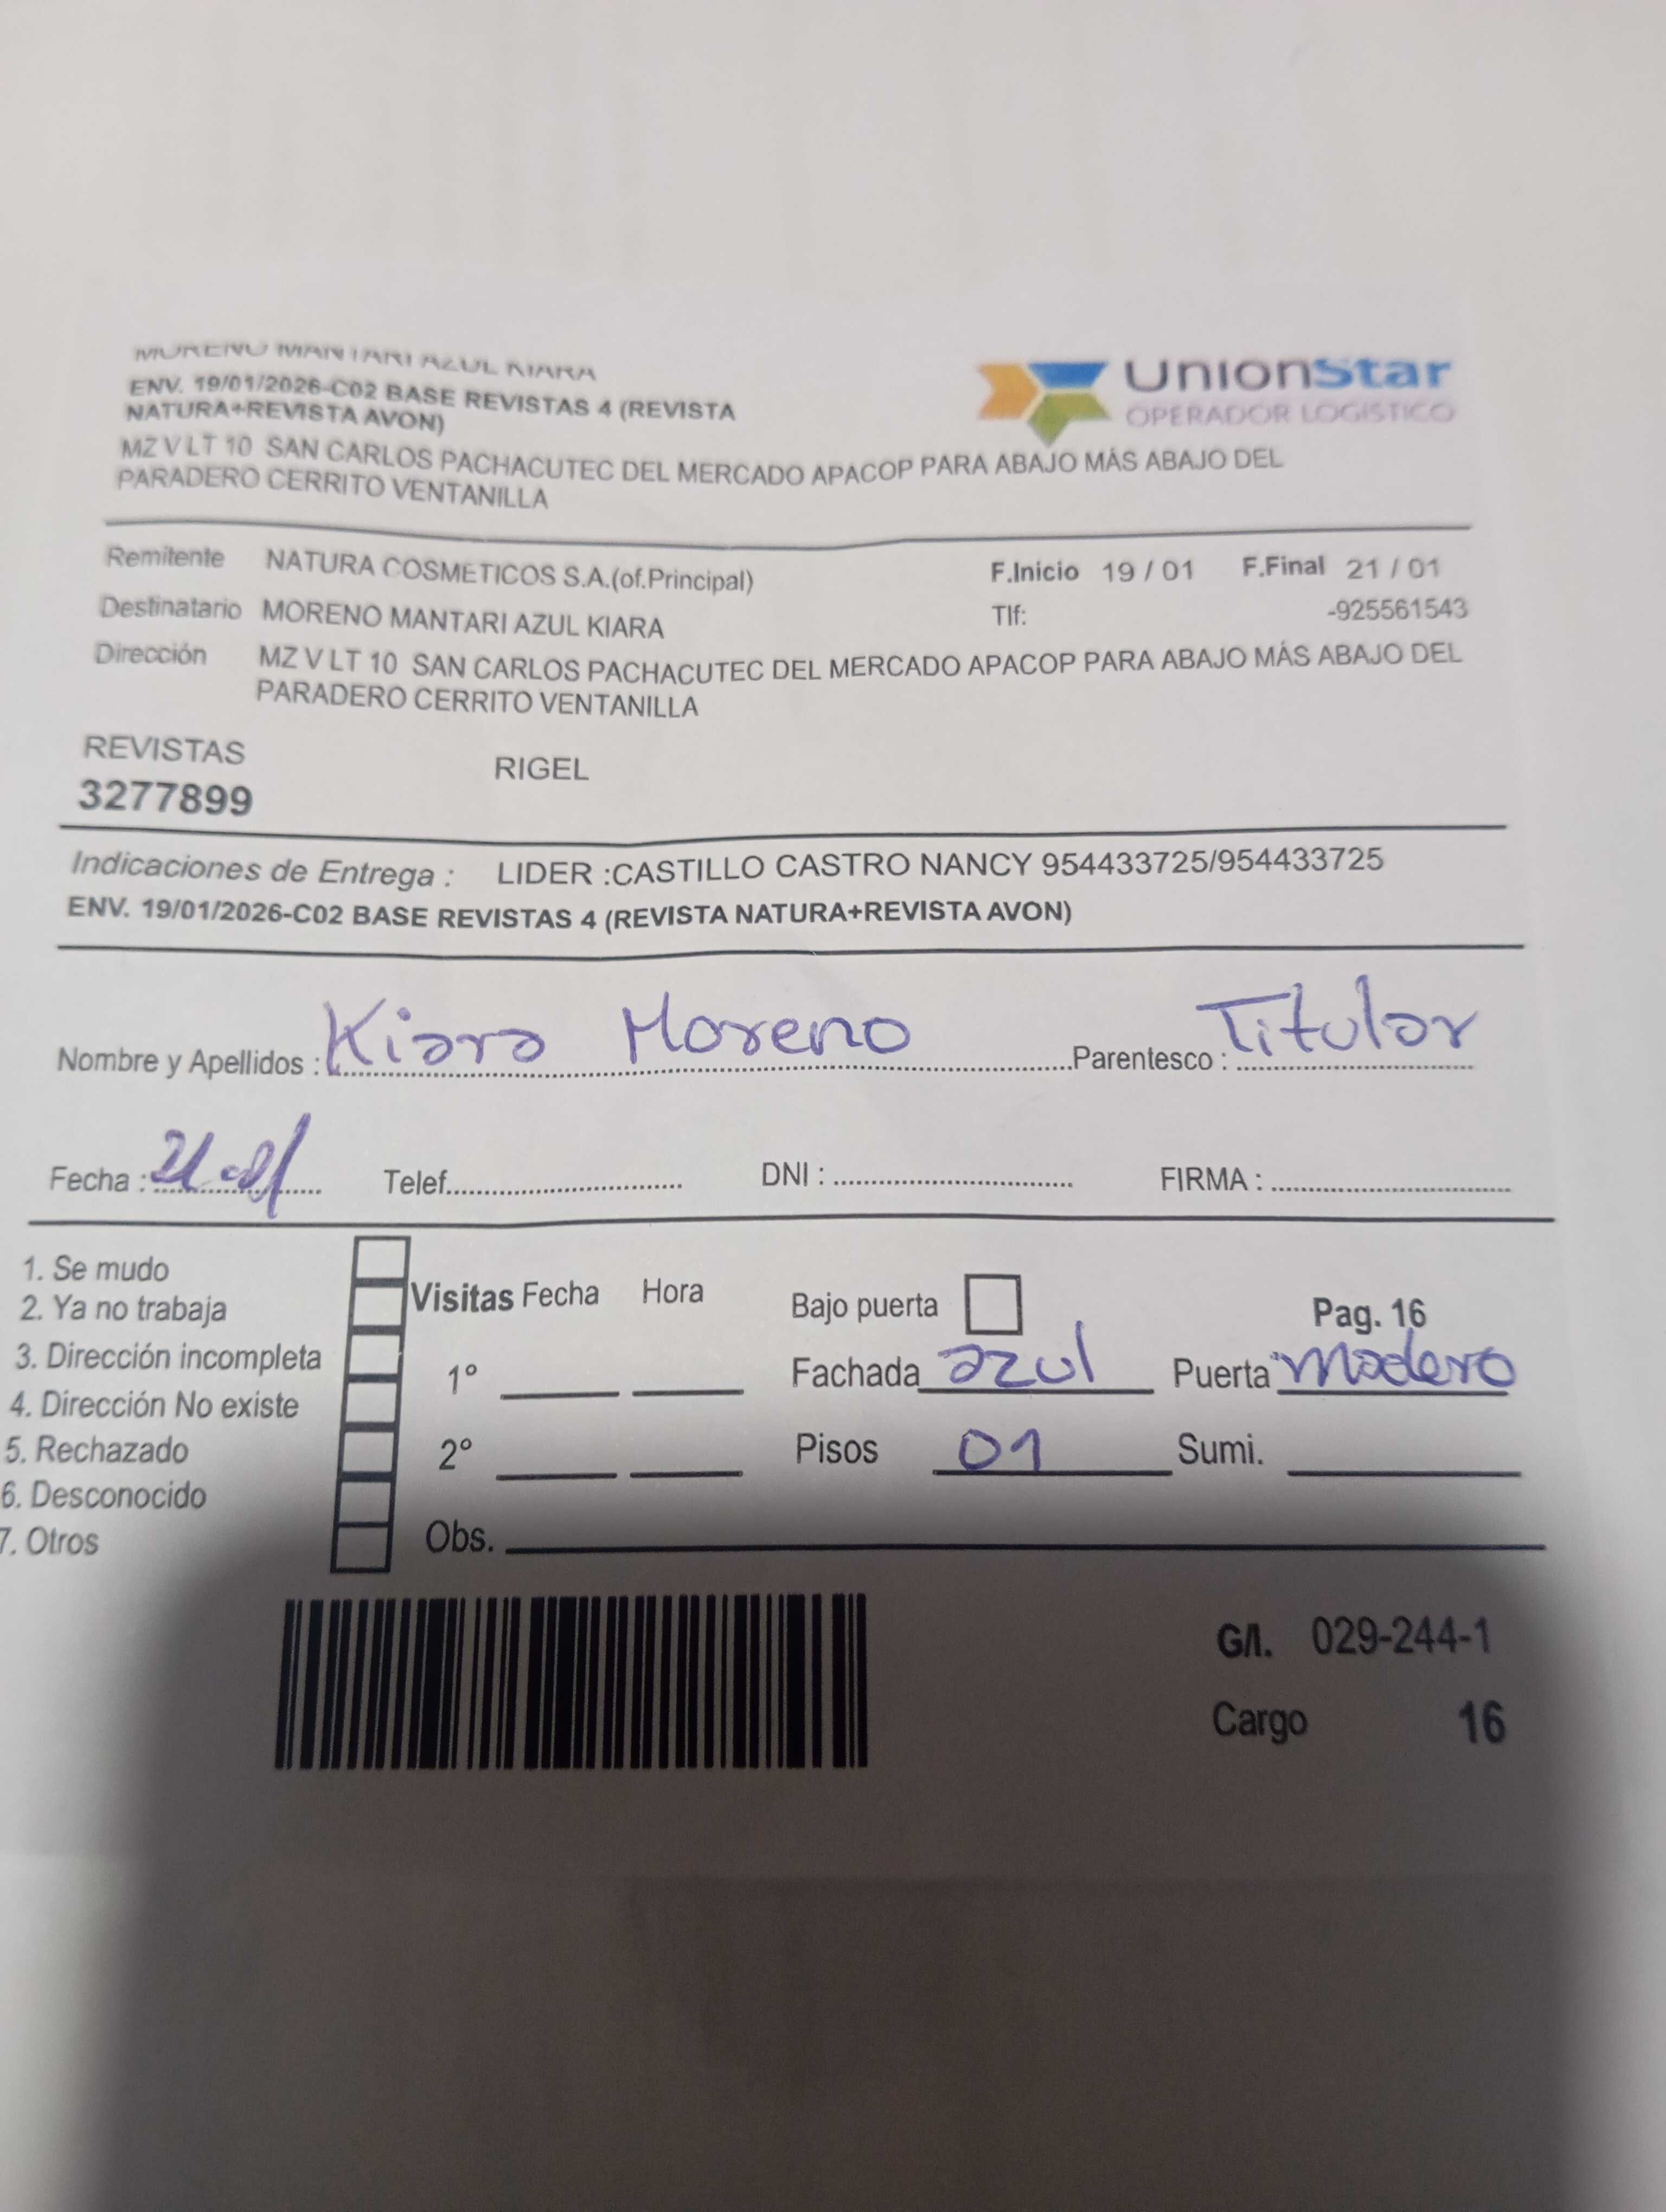 MORENO MANTARI AZUL KIARA
ENV. 19/01/2026-C02 BASE REVISTAS 4 (REVISTA
NATURA+REVISTA AVON)
MZ V LT 10 SAN CARLOS PACHACUTEC DEL MERCADO APACOP PARA ABAJO MÁS ABAJO DEL
PARADERO CERRITO VENTANILLA
UnionStar
OPERADOR LOGISTICO
Remitente NATURA COSMETICOS S.A.(of.Principal) F.Inicio 19 / 01 F.Final 21 / 01
Destinatario MORENO MANTARI AZUL KIARA Tlf: -925561543
Dirección MZ V LT 10 SAN CARLOS PACHACUTEC DEL MERCADO APACOP PARA ABAJO MÁS ABAJO DEL
PARADERO CERRITO VENTANILLA
REVISTAS RIGEL
3277899
Indicaciones de Entrega : LIDER :CASTILLO CASTRO NANCY 954433725/954433725
ENV. 19/01/2026-C02 BASE REVISTAS 4 (REVISTA NATURA+REVISTA AVON)
Nombre y Apellidos : Kiara Moreno Parentesco : Titular
Fecha : 21-01 Telef. DNI : FIRMA :
1. Se mudo
2. Ya no trabaja
3. Dirección incompleta
4. Dirección No existe
5. Rechazado
6. Desconocido
7. Otros
Visitas Fecha Hora
1°
2°
Obs.
Bajo puerta Pag. 16
Fachada azul Puerta madera
Pisos 01 Sumi.
G/I. 029-244-1
Cargo 16